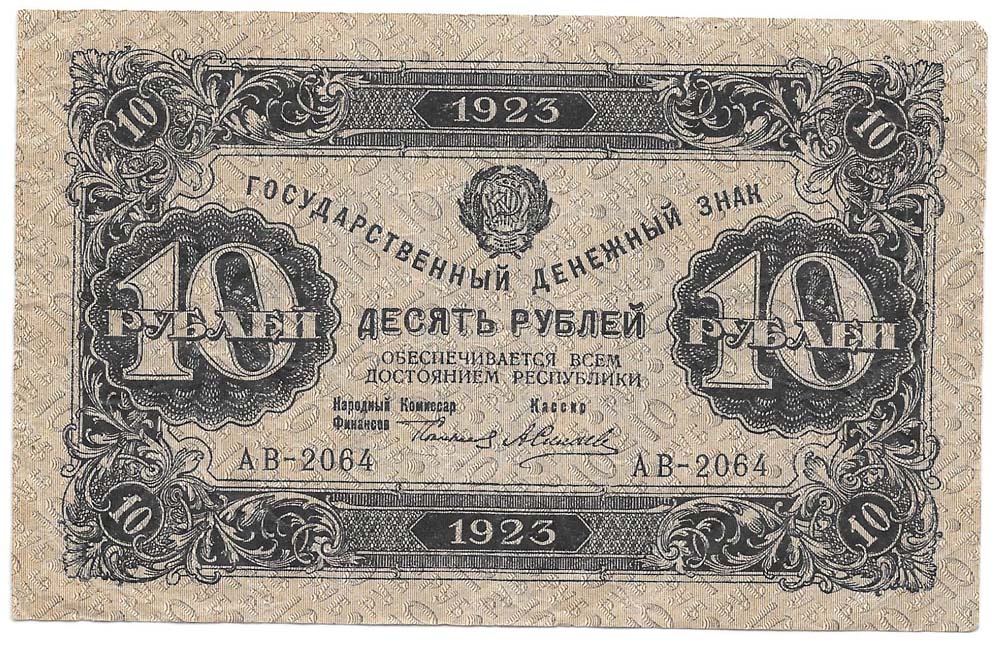 1923
10 10
ГОСУДАРСТВЕННЫЙ ДЕНЕЖНЫЙ ЗНАК
10 РУБЛЕЙ
10 РУБЛЕЙ
ДЕСЯТЬ РУБЛЕЙ
ОБЕСПЕЧИВАЕТСЯ ВСЕМ
ДОСТОЯНИЕМ РЕСПУБЛИКИ
Народный Комиссар
Финансов
Кассир
АВ-2064 АВ-2064
10 10
1923